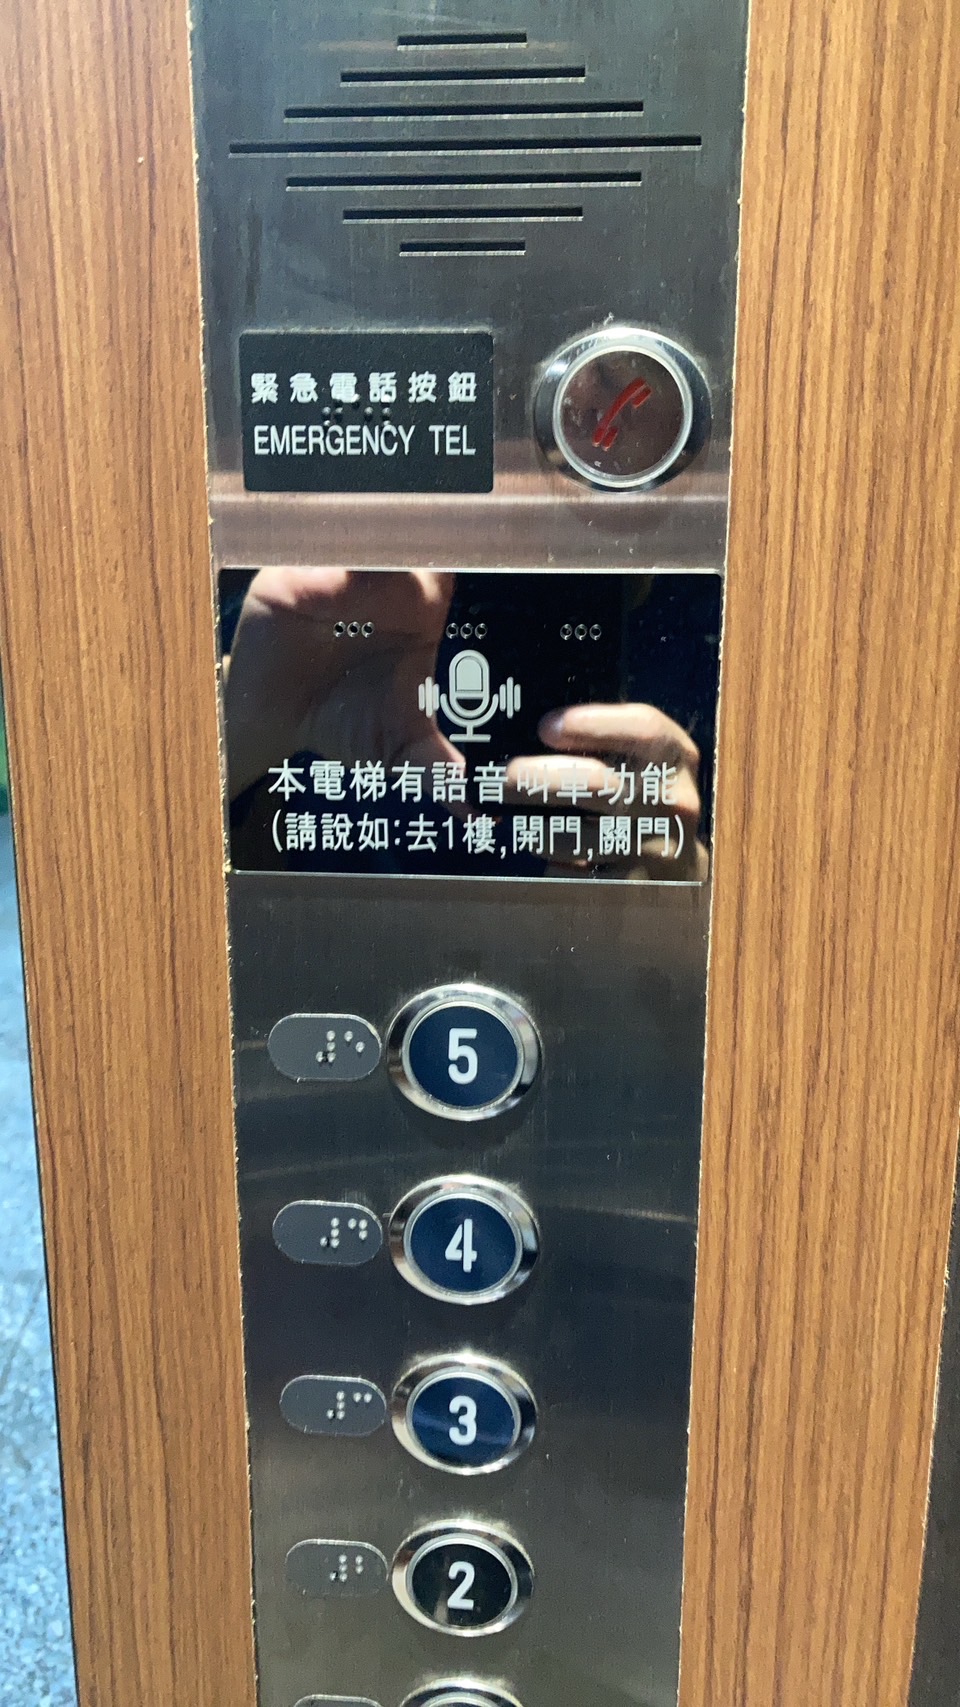 緊急電話按鈕
EMERGENCY TEL
本電梯有語音叫車功能
(請說如:去1樓,開門,關門)
5
4
3
2